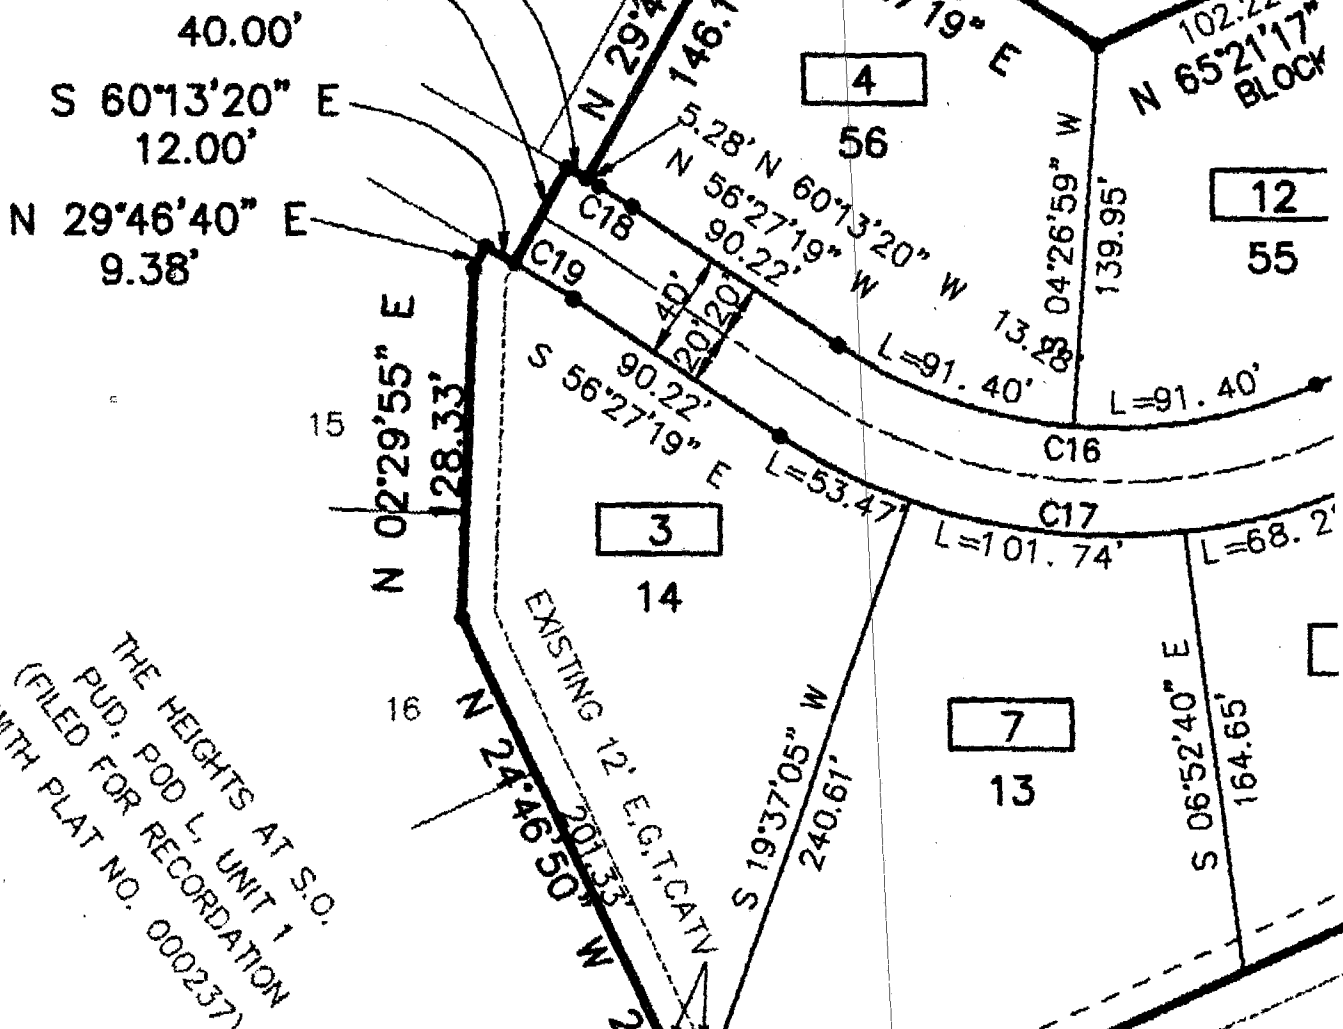 40.00'
S 60°13'20" E
12.00'
N 29°46'40" E
9.38'
N 29°4
146.1
7'19" E
4
56
102.22'
N 65°21'17"
BLOCK
S 04°26'59" W
139.95'
12
55
5.28' N 60°13'20" W 13.28'
N 56°27'19" W
90.22'
C18
C19
40'
20'
20'
90.22'
S 56°27'19" E
L=91.40'
L=91.40'
C16
C17
L=53.47'
L=101.74'
L=68.2
N 02°29'55" E
128.33'
15
3
14
16
EXISTING 12' E,G,T,CATV
N 24°46'50" W
201.33'
2
S 19°37'05" W
240.61'
7
13
S 06°52'40" E
164.65'
THE HEIGHTS AT S.O.
PUD, POD L, UNIT 1
(FILED FOR RECORDATION
WITH PLAT NO. 000237)